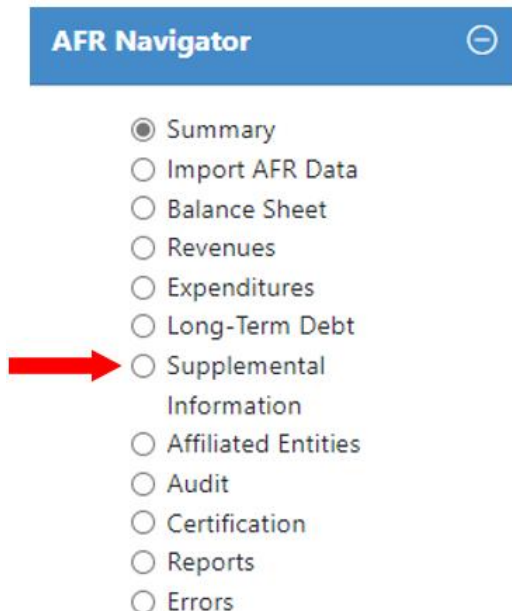 AFR Navigator
Summary
Import AFR Data
Balance Sheet
Revenues
Expenditures
Long-Term Debt
Supplemental
Information
Affiliated Entities
Audit
Certification
Reports
Errors